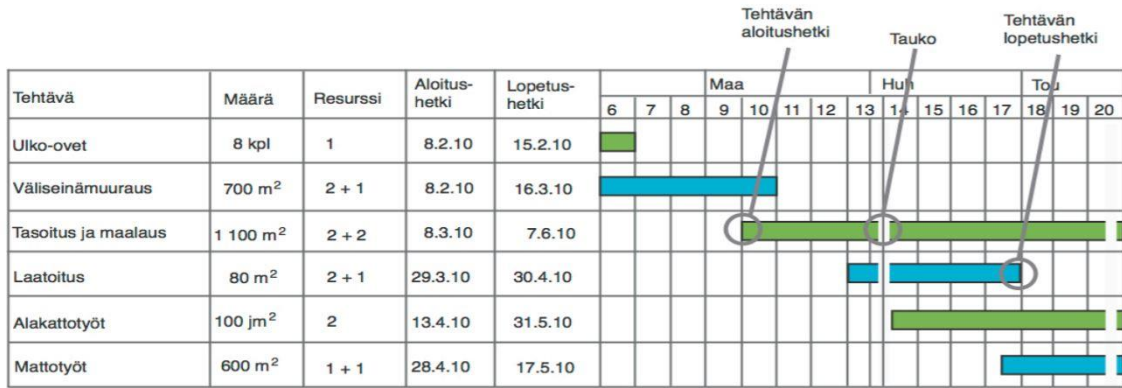 Tehtävän
aloitushetki
Tauko
Tehtävän
lopetushetki
Tehtävä Määrä Resurssi Aloitus- Lopetus- Maa Huh Tou
hetki hetki
6 7 8 9 10 11 12 13 14 15 16 17 18 19 20
Ulko-ovet 8 kpl 1 8.2.10 15.2.10
Väliseinämuuraus 700 m² 2 + 1 8.2.10 16.3.10
Tasoitus ja maalaus 1 100 m² 2 + 2 8.3.10 7.6.10
Laatoitus 80 m² 2 + 1 29.3.10 30.4.10
Alakattotyöt 100 jm² 2 13.4.10 31.5.10
Mattotyöt 600 m² 1 + 1 28.4.10 17.5.10